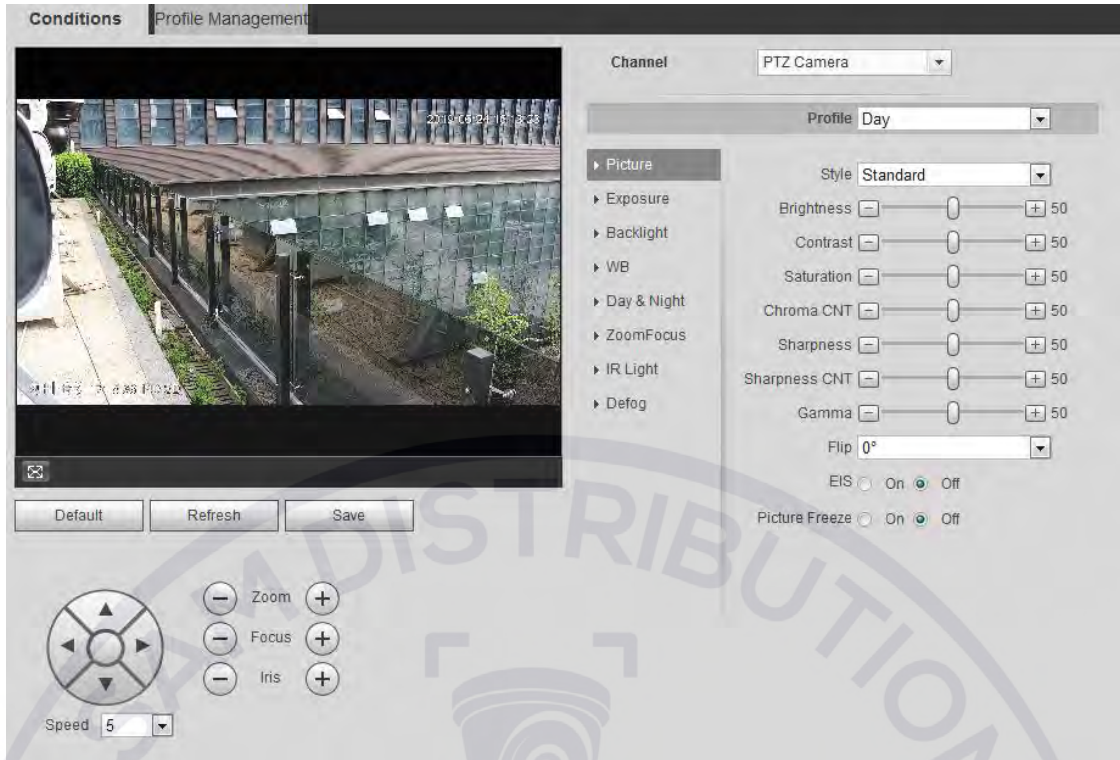 Conditions
Profile Management
Channel
PTZ Camera
Profile Day
Picture
Exposure
Backlight
WB
Day & Night
ZoomFocus
IR Light
Defog
Style Standard
Brightness 50
Contrast 50
Saturation 50
Chroma CNT 50
Sharpness 50
Sharpness CNT 50
Gamma 50
Flip 0°
EIS On Off
Picture Freeze On Off
Default
Refresh
Save
Zoom
Focus
Iris
Speed 5
DISTRIBUTION